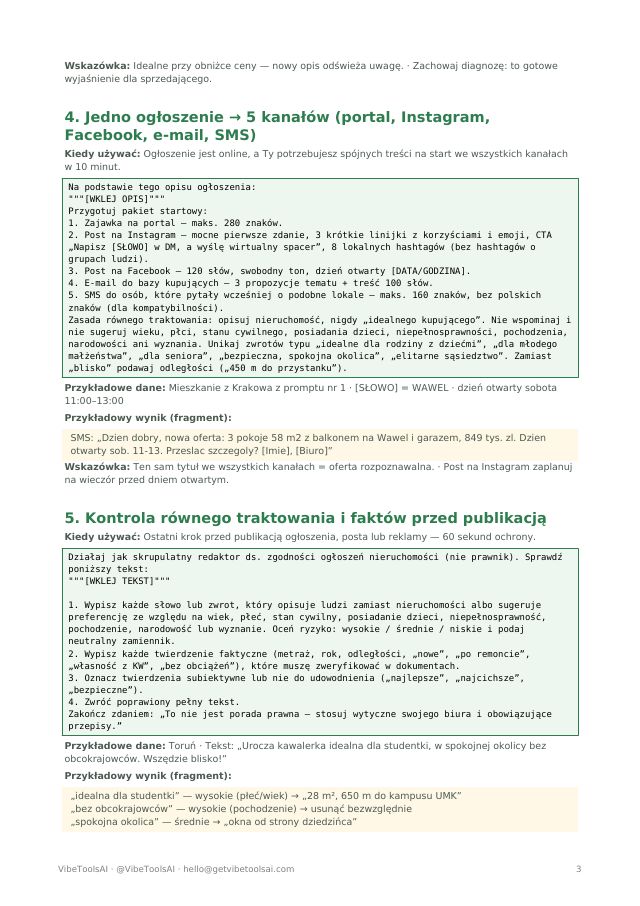 Wskazówka: Idealne przy obniżce ceny — nowy opis odświeża uwagę. · Zachowaj diagnozę: to gotowe
wyjaśnienie dla sprzedającego.
4. Jedno ogłoszenie → 5 kanałów (portal, Instagram,
Facebook, e-mail, SMS)
Kiedy używać: Ogłoszenie jest online, a Ty potrzebujesz spójnych treści na start we wszystkich kanałach
w 10 minut.
Na podstawie tego opisu ogłoszenia:
"""[WKLEJ OPIS]"""
Przygotuj pakiet startowy:
1. Zajawka na portal — maks. 280 znaków.
2. Post na Instagram — mocne pierwsze zdanie, 3 krótkie linijki z korzyściami i emoji, CTA
„Napisz [SŁOWO] w DM, a wyślę wirtualny spacer”, 8 lokalnych hashtagów (bez hashtagów o
grupach ludzi).
3. Post na Facebook — 120 słów, swobodny ton, dzień otwarty [DATA/GODZINA].
4. E-mail do bazy kupujących — 3 propozycje tematu + treść 100 słów.
5. SMS do osób, które pytały wcześniej o podobne lokale — maks. 160 znaków, bez polskich
znaków (dla kompatybilności).
Zasada równego traktowania: opisuj nieruchomość, nigdy „idealnego kupującego”. Nie wspominaj i
nie sugeruj wieku, płci, stanu cywilnego, posiadania dzieci, niepełnosprawności, pochodzenia,
narodowości ani wyznania. Unikaj zwrotów typu „idealne dla rodziny z dziećmi”, „dla młodego
małżeństwa”, „dla seniora”, „bezpieczna, spokojna okolica”, „elitarne sąsiedztwo”. Zamiast
„blisko” podawaj odległości („450 m do przystanku”).
Przykładowe dane: Mieszkanie z Krakowa z promptu nr 1 · [SŁOWO] = WAWEL · dzień otwarty sobota
11:00–13:00
Przykładowy wynik (fragment):
SMS: „Dzien dobry, nowa oferta: 3 pokoje 58 m2 z balkonem na Wawel i garazem, 849 tys. zl. Dzien
otwarty sob. 11-13. Przeslac szczegoly? [Imie], [Biuro]”
Wskazówka: Ten sam tytuł we wszystkich kanałach = oferta rozpoznawalna. · Post na Instagram zaplanuj
na wieczór przed dniem otwartym.
5. Kontrola równego traktowania i faktów przed publikacją
Kiedy używać: Ostatni krok przed publikacją ogłoszenia, posta lub reklamy — 60 sekund ochrony.
Działaj jak skrupulatny redaktor ds. zgodności ogłoszeń nieruchomości (nie prawnik). Sprawdź
poniższy tekst:
"""[WKLEJ TEKST]"""
1. Wypisz każde słowo lub zwrot, który opisuje ludzi zamiast nieruchomości albo sugeruje
preferencję ze względu na wiek, płeć, stan cywilny, posiadanie dzieci, niepełnosprawność,
pochodzenie, narodowość lub wyznanie. Oceń ryzyko: wysokie / średnie / niskie i podaj
neutralny zamiennik.
2. Wypisz każde twierdzenie faktyczne (metraż, rok, odległości, „nowe”, „po remoncie”,
„własność z KW”, „bez obciążeń”), które muszę zweryfikować w dokumentach.
3. Oznacz twierdzenia subiektywne lub nie do udowodnienia („najlepsze”, „najcichsze”,
„bezpieczne”).
4. Zwróć poprawiony pełny tekst.
Zakończ zdaniem: „To nie jest porada prawna — stosuj wytyczne swojego biura i obowiązujące
przepisy.”
Przykładowe dane: Toruń · Tekst: „Urocza kawalerka idealna dla studentki, w spokojnej okolicy bez
obcokrajowców. Wszędzie blisko!”
Przykładowy wynik (fragment):
„idealna dla studentki” — wysokie (płeć/wiek) → „28 m², 650 m do kampusu UMK”
„bez obcokrajowców” — wysokie (pochodzenie) → usunąć bezwzględnie
„spokojna okolica” — średnie → „okna od strony dziedzińca”
VibeToolsAI · @VibeToolsAI · hello@getvibetoolsai.com
3